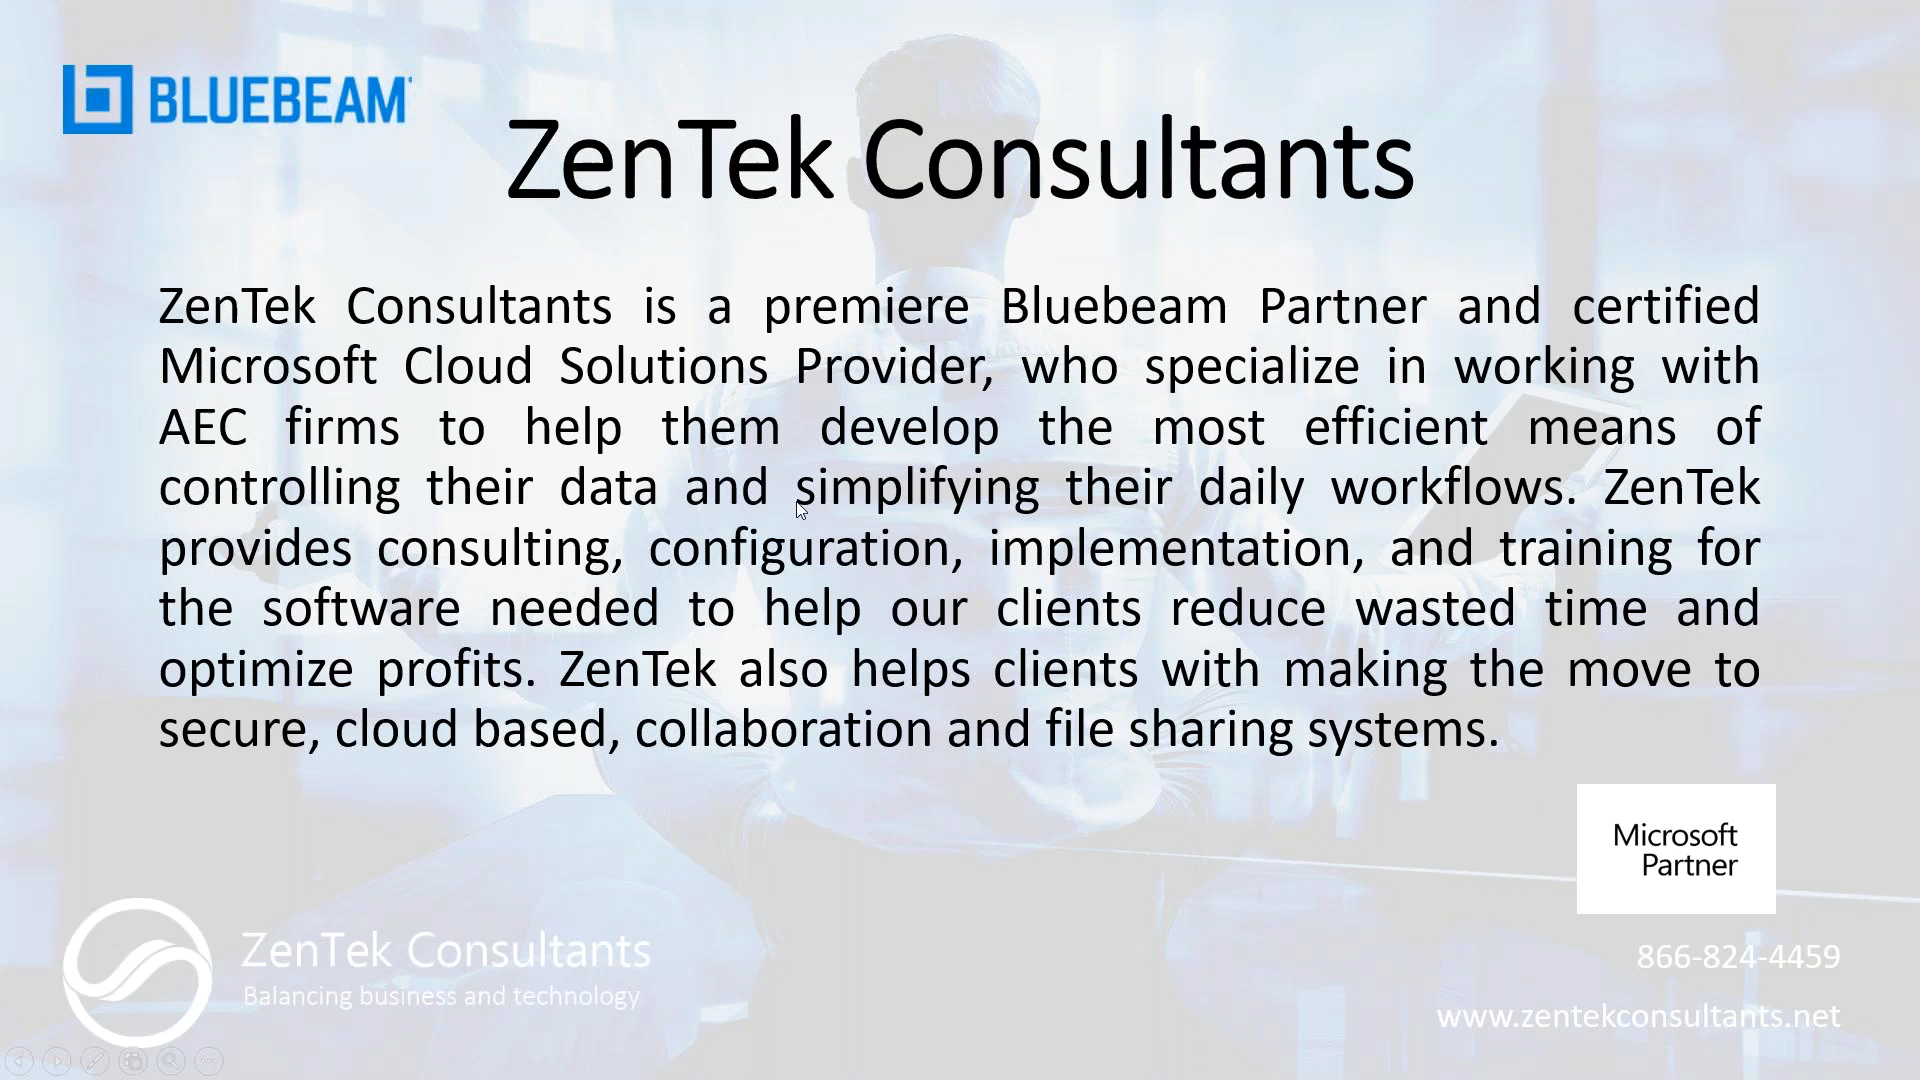 BLUEBEAM
ZenTek Consultants
ZenTek Consultants is a premiere Bluebeam Partner and certified
Microsoft Cloud Solutions Provider, who specialize in working with
AEC firms to help them develop the most efficient means of
controlling their data and simplifying their daily workflows. ZenTek
provides consulting, configuration, implementation, and training for
the software needed to help our clients reduce wasted time and
optimize profits. ZenTek also helps clients with making the move to
secure, cloud based, collaboration and file sharing systems.
Microsoft
Partner
ZenTek Consultants
Balancing business and technology
866-824-4459
www.zentekconsultants.net